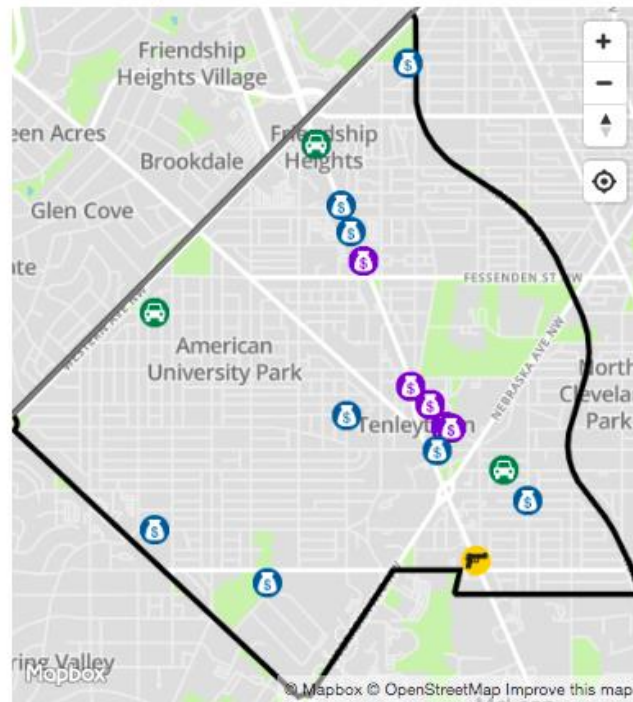 Friendship
Heights Village
een Acres
Friendship
Heights
Brookdale
Glen Cove
ate
FESSENDEN ST NW
WESTERN AVE NW
American
University Park
NEBRASKA AVE NW
North
Clevelan
Park
Tenleytown
ring Valley
Mapbox
© Mapbox © OpenStreetMap Improve this map